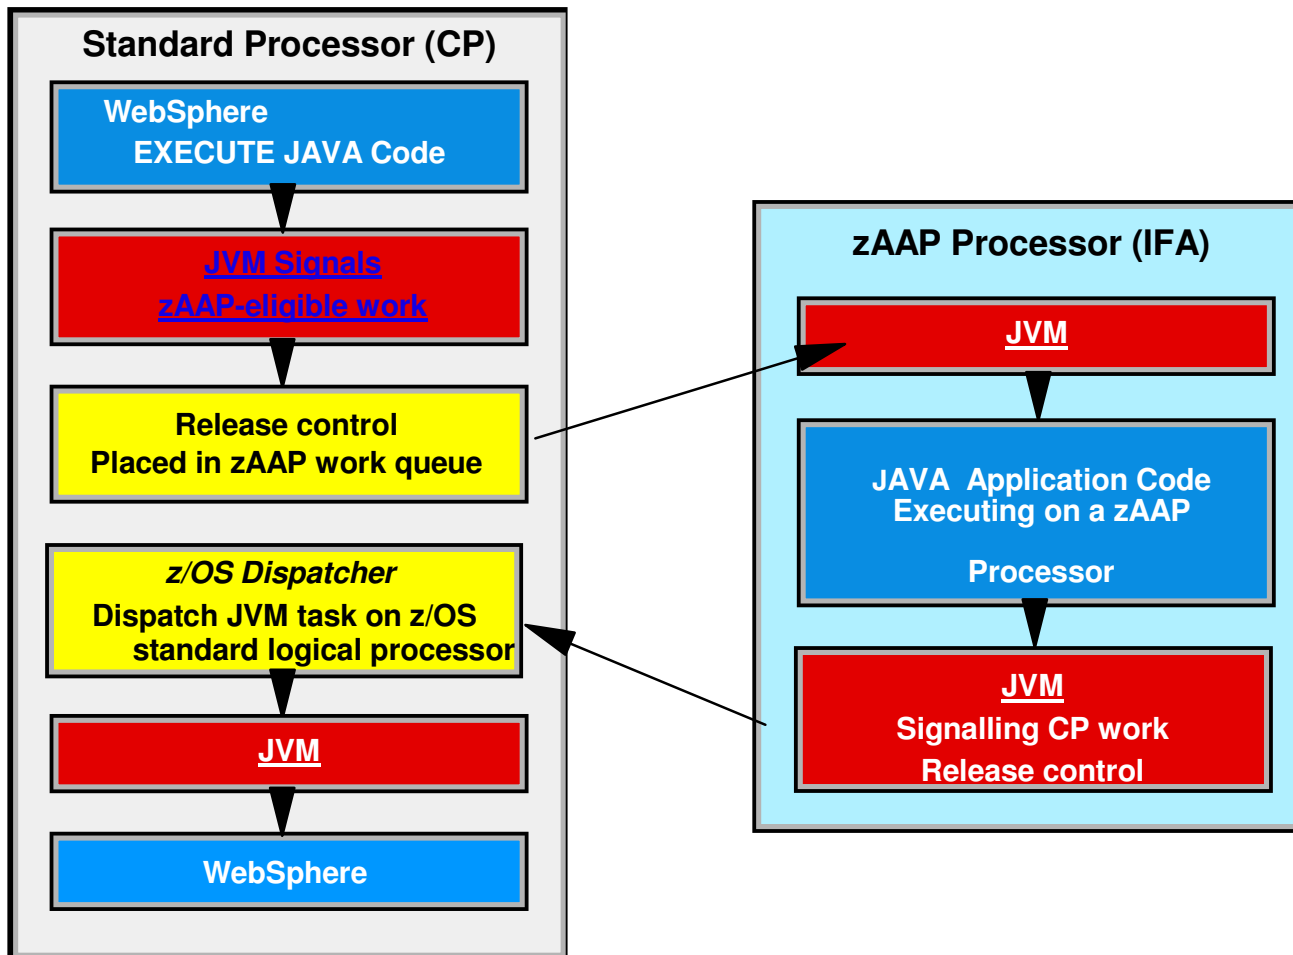 Standard Processor (CP)
WebSphere
EXECUTE JAVA Code
JVM Signals
zAAP-eligible work
Release control
Placed in zAAP work queue
z/OS Dispatcher
Dispatch JVM task on z/OS
standard logical processor
JVM
WebSphere
zAAP Processor (IFA)
JVM
JAVA Application Code
Executing on a zAAP
Processor
JVM
Signalling CP work
Release control